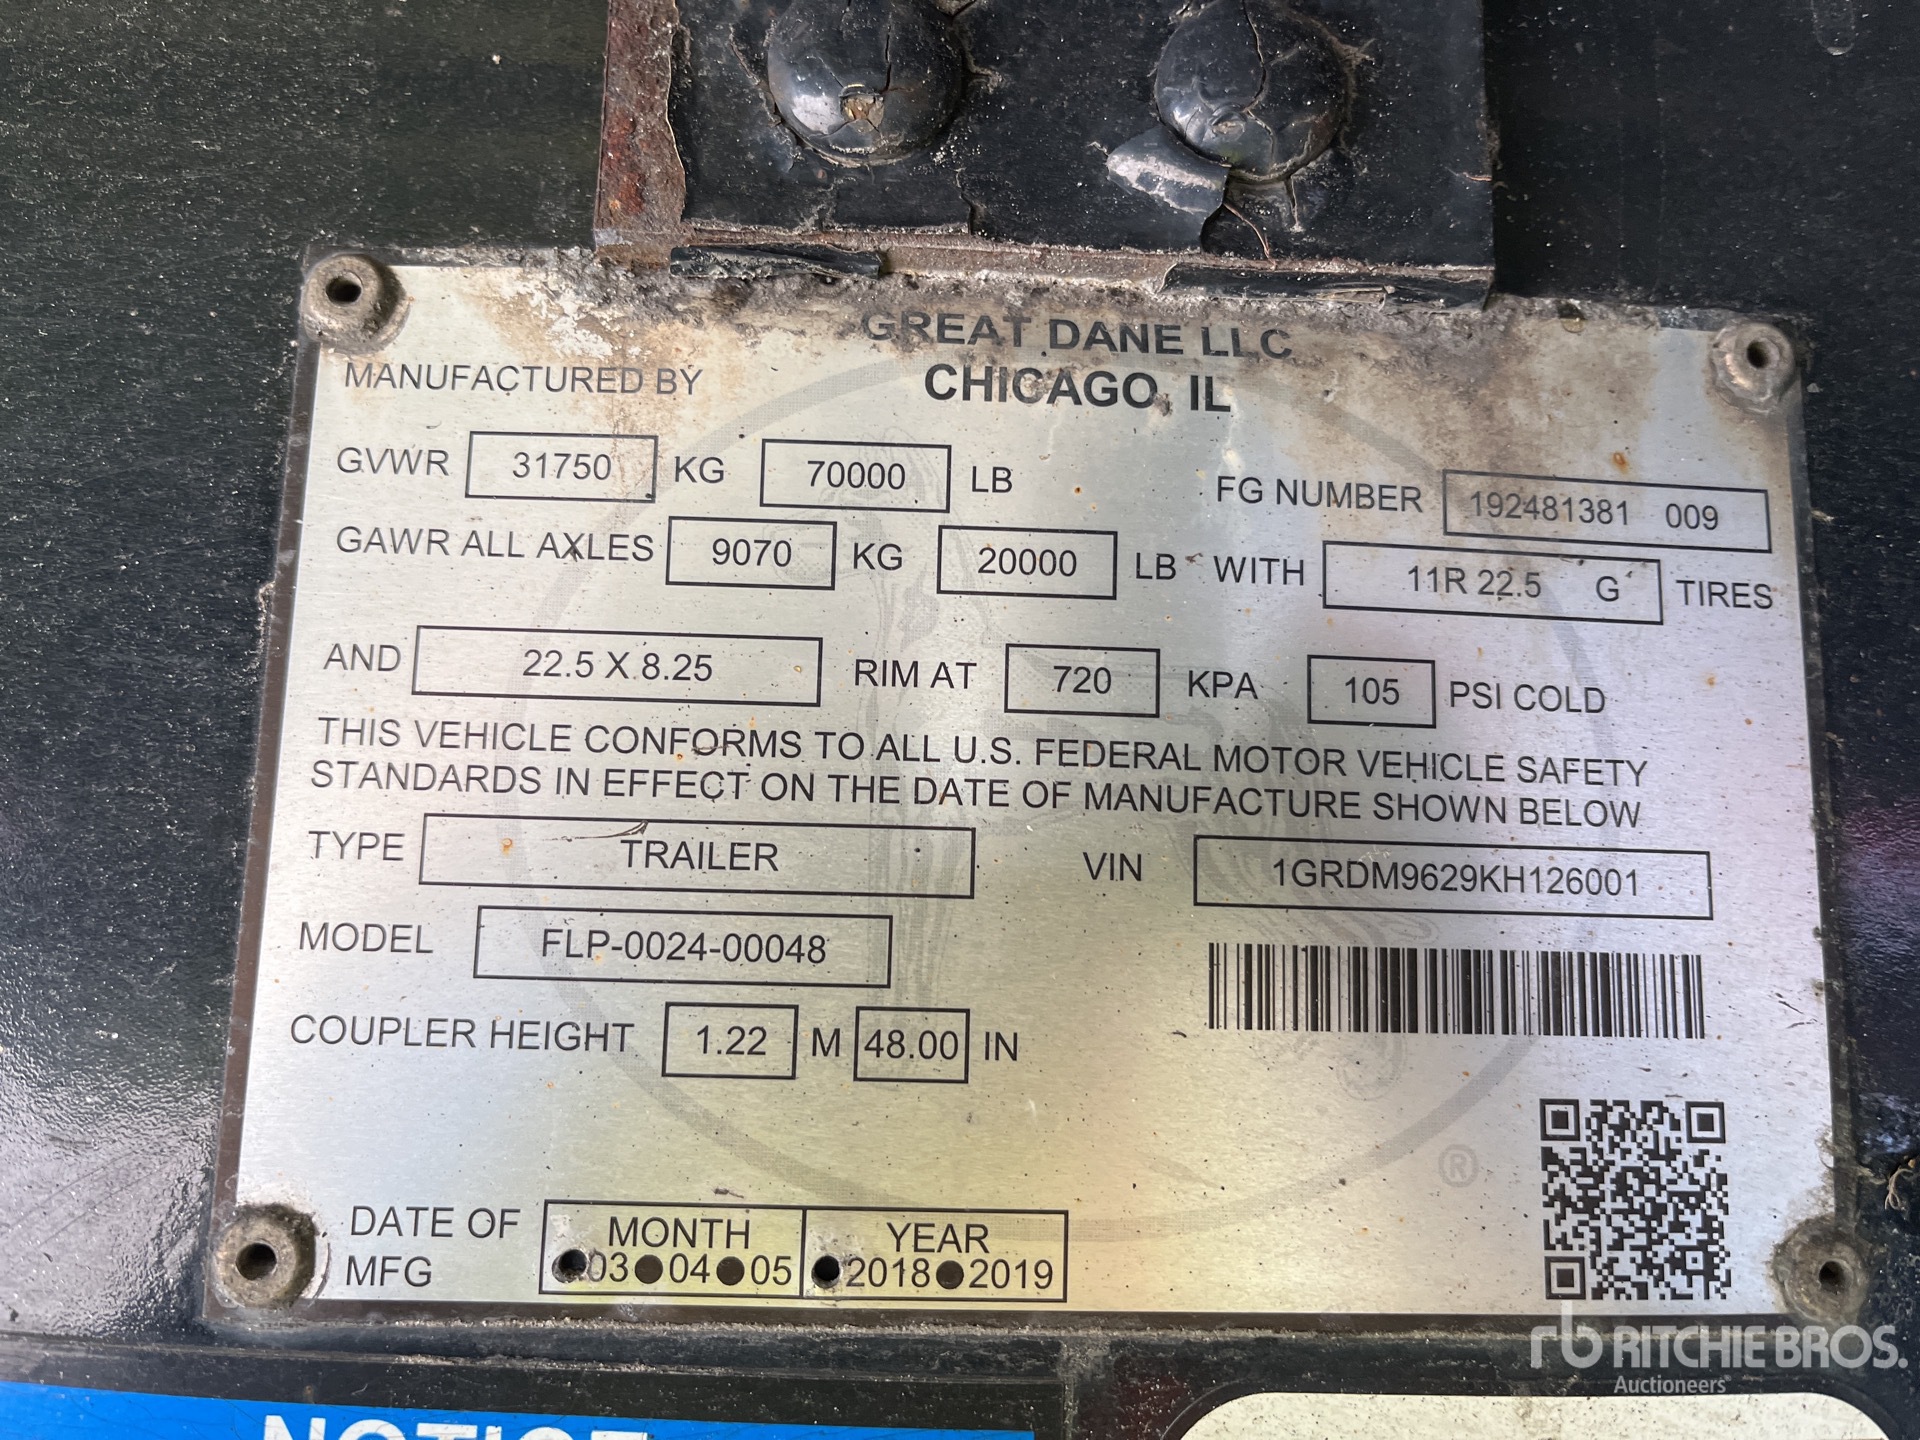 GREAT DANE LLC
MANUFACTURED BY CHICAGO, IL
GVWR 31750 KG 70000 LB FG NUMBER 192481381 009
GAWR ALL AXLES 9070 KG 20000 LB WITH 11R 22.5 G TIRES
AND 22.5 X 8.25 RIM AT 720 KPA 105 PSI COLD
THIS VEHICLE CONFORMS TO ALL U.S. FEDERAL MOTOR VEHICLE SAFETY
STANDARDS IN EFFECT ON THE DATE OF MANUFACTURE SHOWN BELOW
TYPE TRAILER VIN 1GRDM9629KH126001
MODEL FLP-0024-00048
COUPLER HEIGHT 1.22 M 48.00 IN
®
DATE OF MONTH YEAR
MFG 03 04 05 2018 2019
rb RITCHIE BROS.
Auctioneers
NOTICE